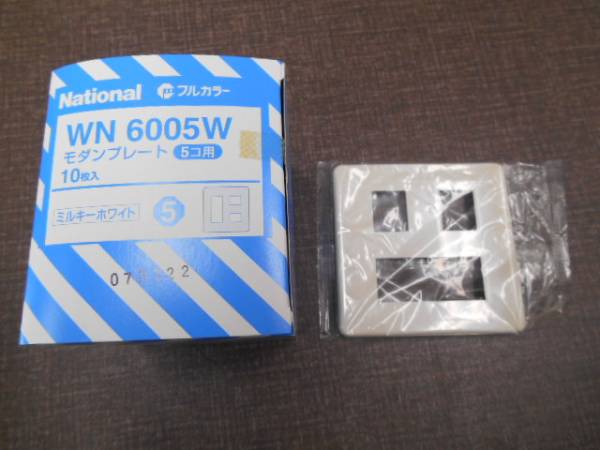 National フルカラー
WN 6005W
モダンプレート 5コ用
10枚入
ミルキーホワイト 5